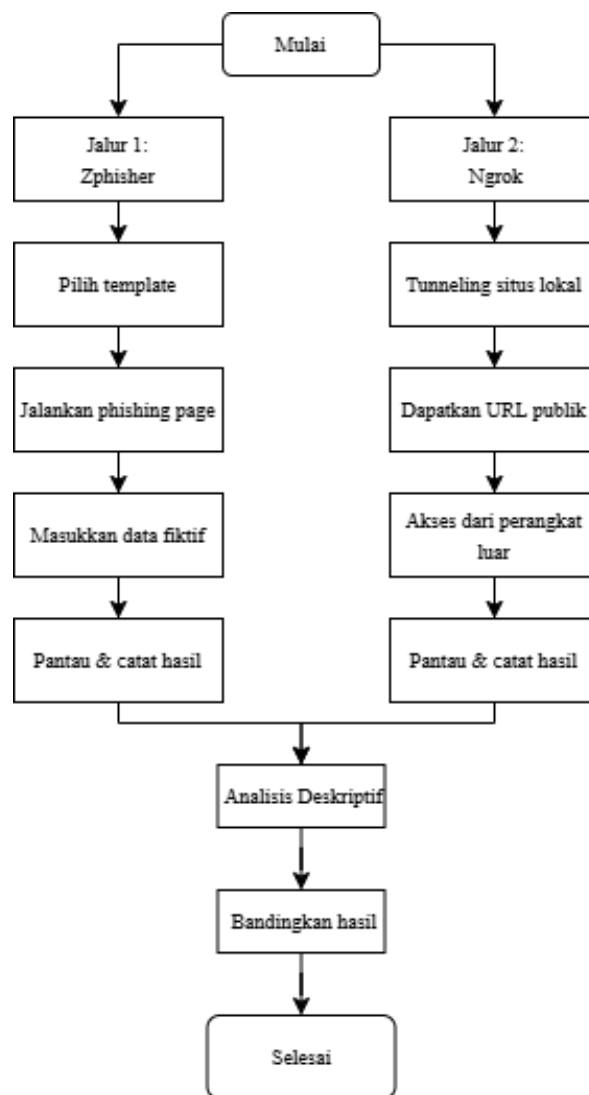 Mulai
Jalur 1:
Zphisher
Jalur 2:
Ngrok
Pilih template
Tunneling situs lokal
Jalankan phishing page
Dapatkan URL publik
Masukkan data fiktif
Akses dari perangkat
luar
Pantau & catat hasil
Pantau & catat hasil
Analisis Deskriptif
Bandingkan hasil
Selesai